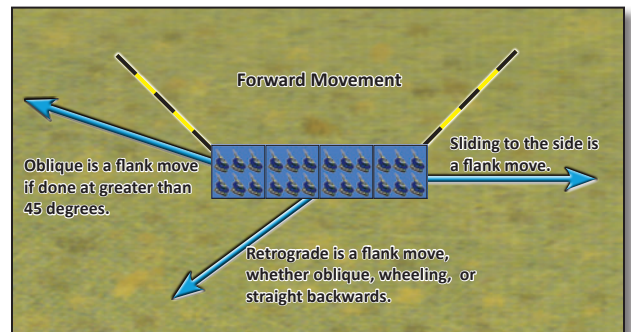 Forward Movement
Oblique is a flank move
if done at greater than
45 degrees.
Sliding to the side is
a flank move.
Retrograde is a flank move,
whether oblique, wheeling, or
straight backwards.